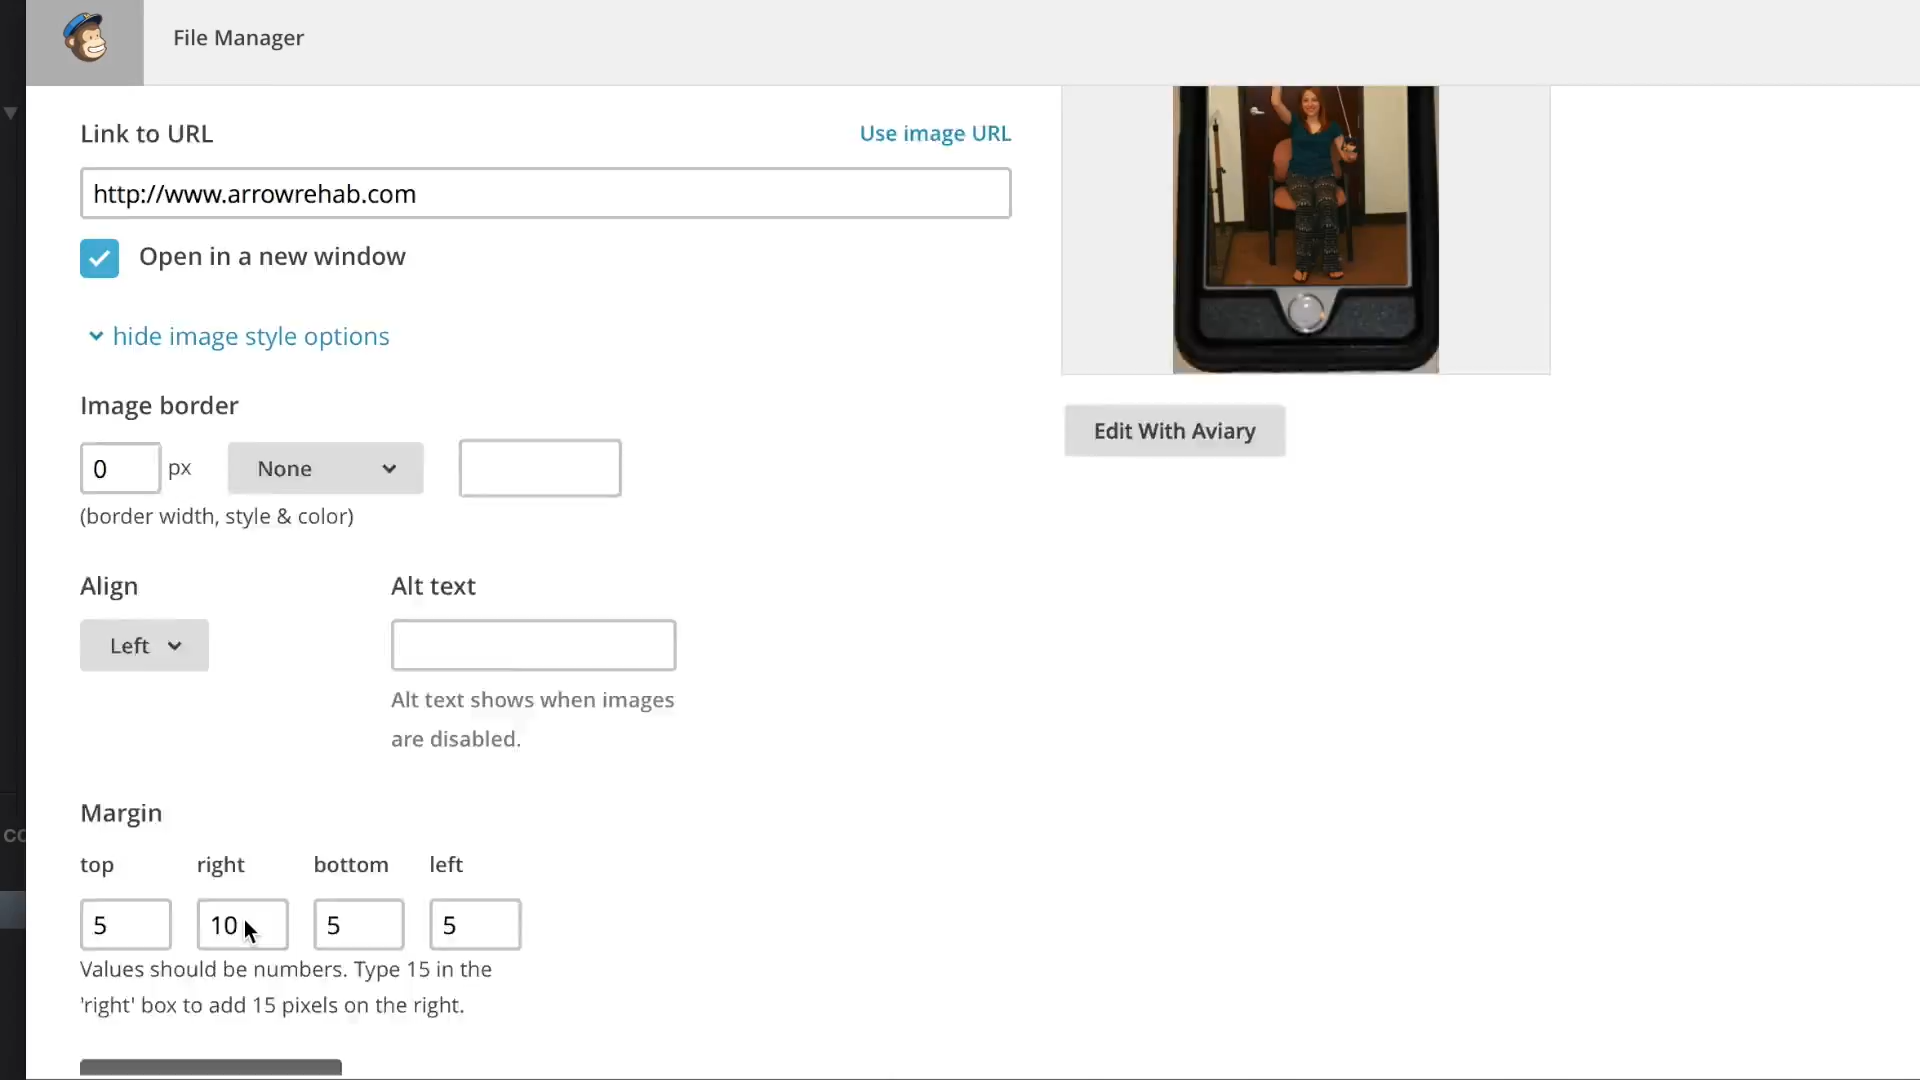 File Manager
Link to URL
Use image URL
http://www.arrowrehab.com
Open in a new window
hide image style options
Edit With Aviary
Image border
0 px None
(border width, style & color)
Align
Alt text
Left
Alt text shows when images
are disabled.
Margin
top right bottom left
5 10 5 5
Values should be numbers. Type 15 in the
'right' box to add 15 pixels on the right.